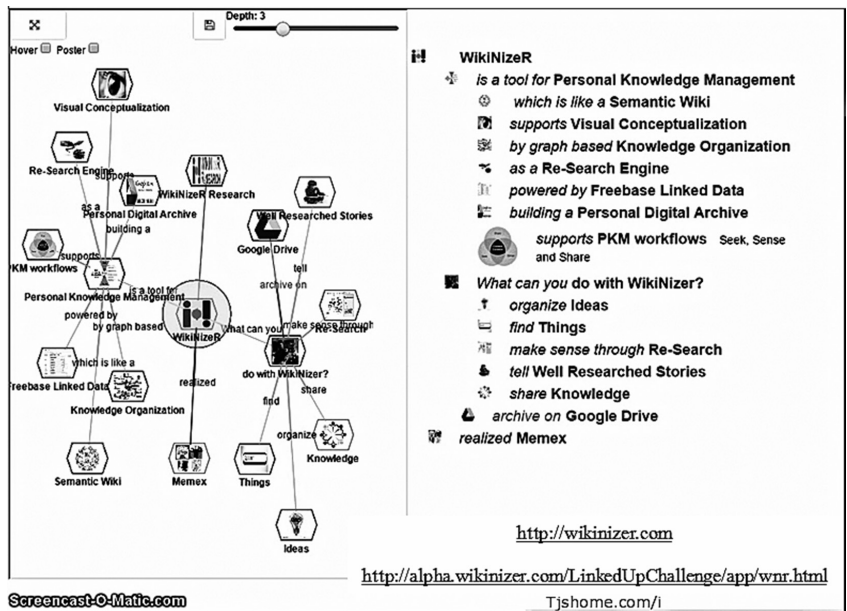 Depth: 3
Hover Poster
Visual Conceptualization
Re-Search Engine
supports
WikiNizeR Research
as a
Personal Digital Archive
Well Researched Stories
building a
Google Drive
supports
PKM workflows
tell
archive on
Personal Knowledge Management
is a tool for
powered by
by graph based
WikiNizeR
What can you
make sense through
Re-Search
which is like a
do with WikiNizer?
Freebase Linked Data
realized
share
Knowledge Organization
find
organize
Knowledge
Semantic Wiki
Memex
Things
Ideas
WikiNizeR
is a tool for Personal Knowledge Management
which is like a Semantic Wiki
supports Visual Conceptualization
by graph based Knowledge Organization
as a Re-Search Engine
powered by Freebase Linked Data
building a Personal Digital Archive
supports PKM workflows Seek, Sense
and Share
What can you do with WikiNizer?
organize Ideas
find Things
make sense through Re-Search
tell Well Researched Stories
share Knowledge
archive on Google Drive
realized Memex
http://wikinizer.com
http://alpha.wikinizer.com/LinkedUpChallenge/app/wnr.html
Tjshome.com/i
Screencast-O-Matic.com